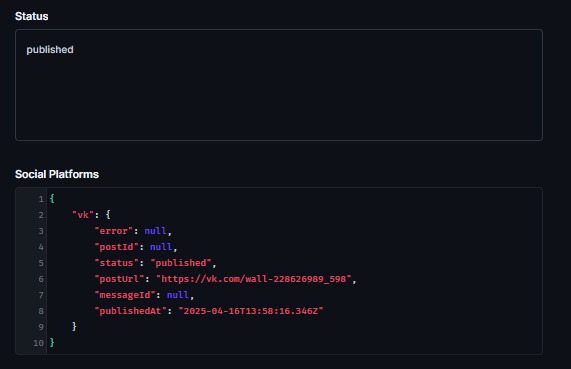 Status
published
Social Platforms
1 {
2 "vk": {
3 "error": null,
4 "postId": null,
5 "status": "published",
6 "postUrl": "https://vk.com/wall-228626989_598",
7 "messageId": null,
8 "publishedAt": "2025-04-16T13:58:16.346Z"
9 }
10 }